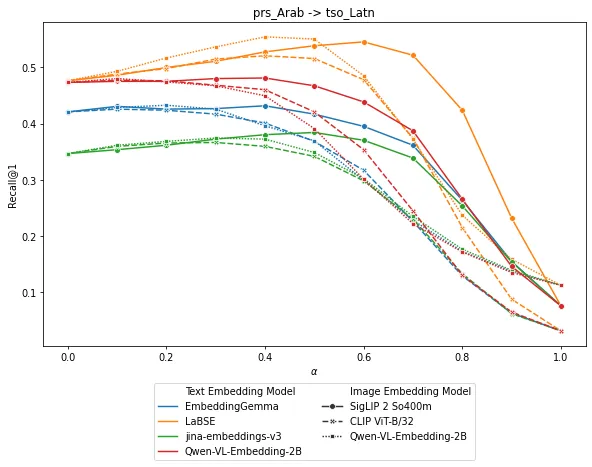 prs_Arab -> tso_Latn
Recall@1
0.5
0.4
0.3
0.2
0.1
0.0 0.2 0.4 0.6 0.8 1.0
α
Text Embedding Model Image Embedding Model
EmbeddingGemma SigLIP 2 So400m
LaBSE CLIP ViT-B/32
jina-embeddings-v3 Qwen-VL-Embedding-2B
Qwen-VL-Embedding-2B